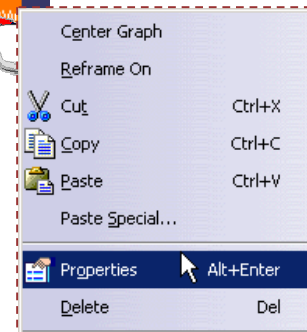 Center Graph
Reframe On
Cut Ctrl+X
Copy Ctrl+C
Paste Ctrl+V
Paste Special...
Properties Alt+Enter
Delete Del